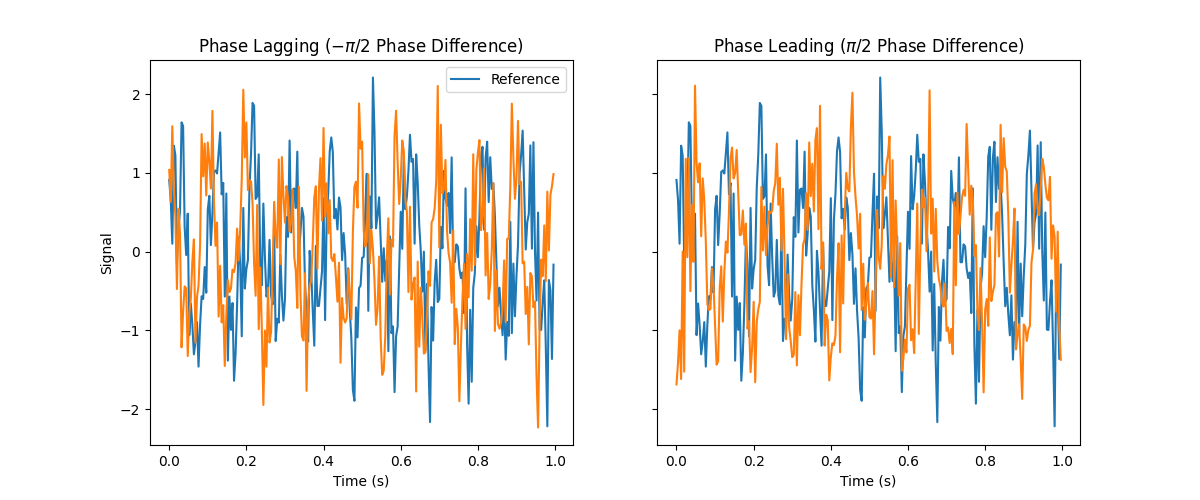 Phase Lagging (−π/2 Phase Difference)
Phase Leading (π/2 Phase Difference)
Reference
Signal
2
1
0
−1
−2
0.0 0.2 0.4 0.6 0.8 1.0
0.0 0.2 0.4 0.6 0.8 1.0
Time (s)
Time (s)